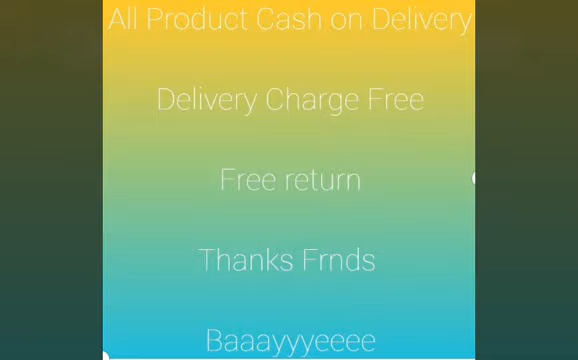 All Product Cash on Delivery
Delivery Charge Free
Free return
Thanks Frnds
Baaayyyeeee